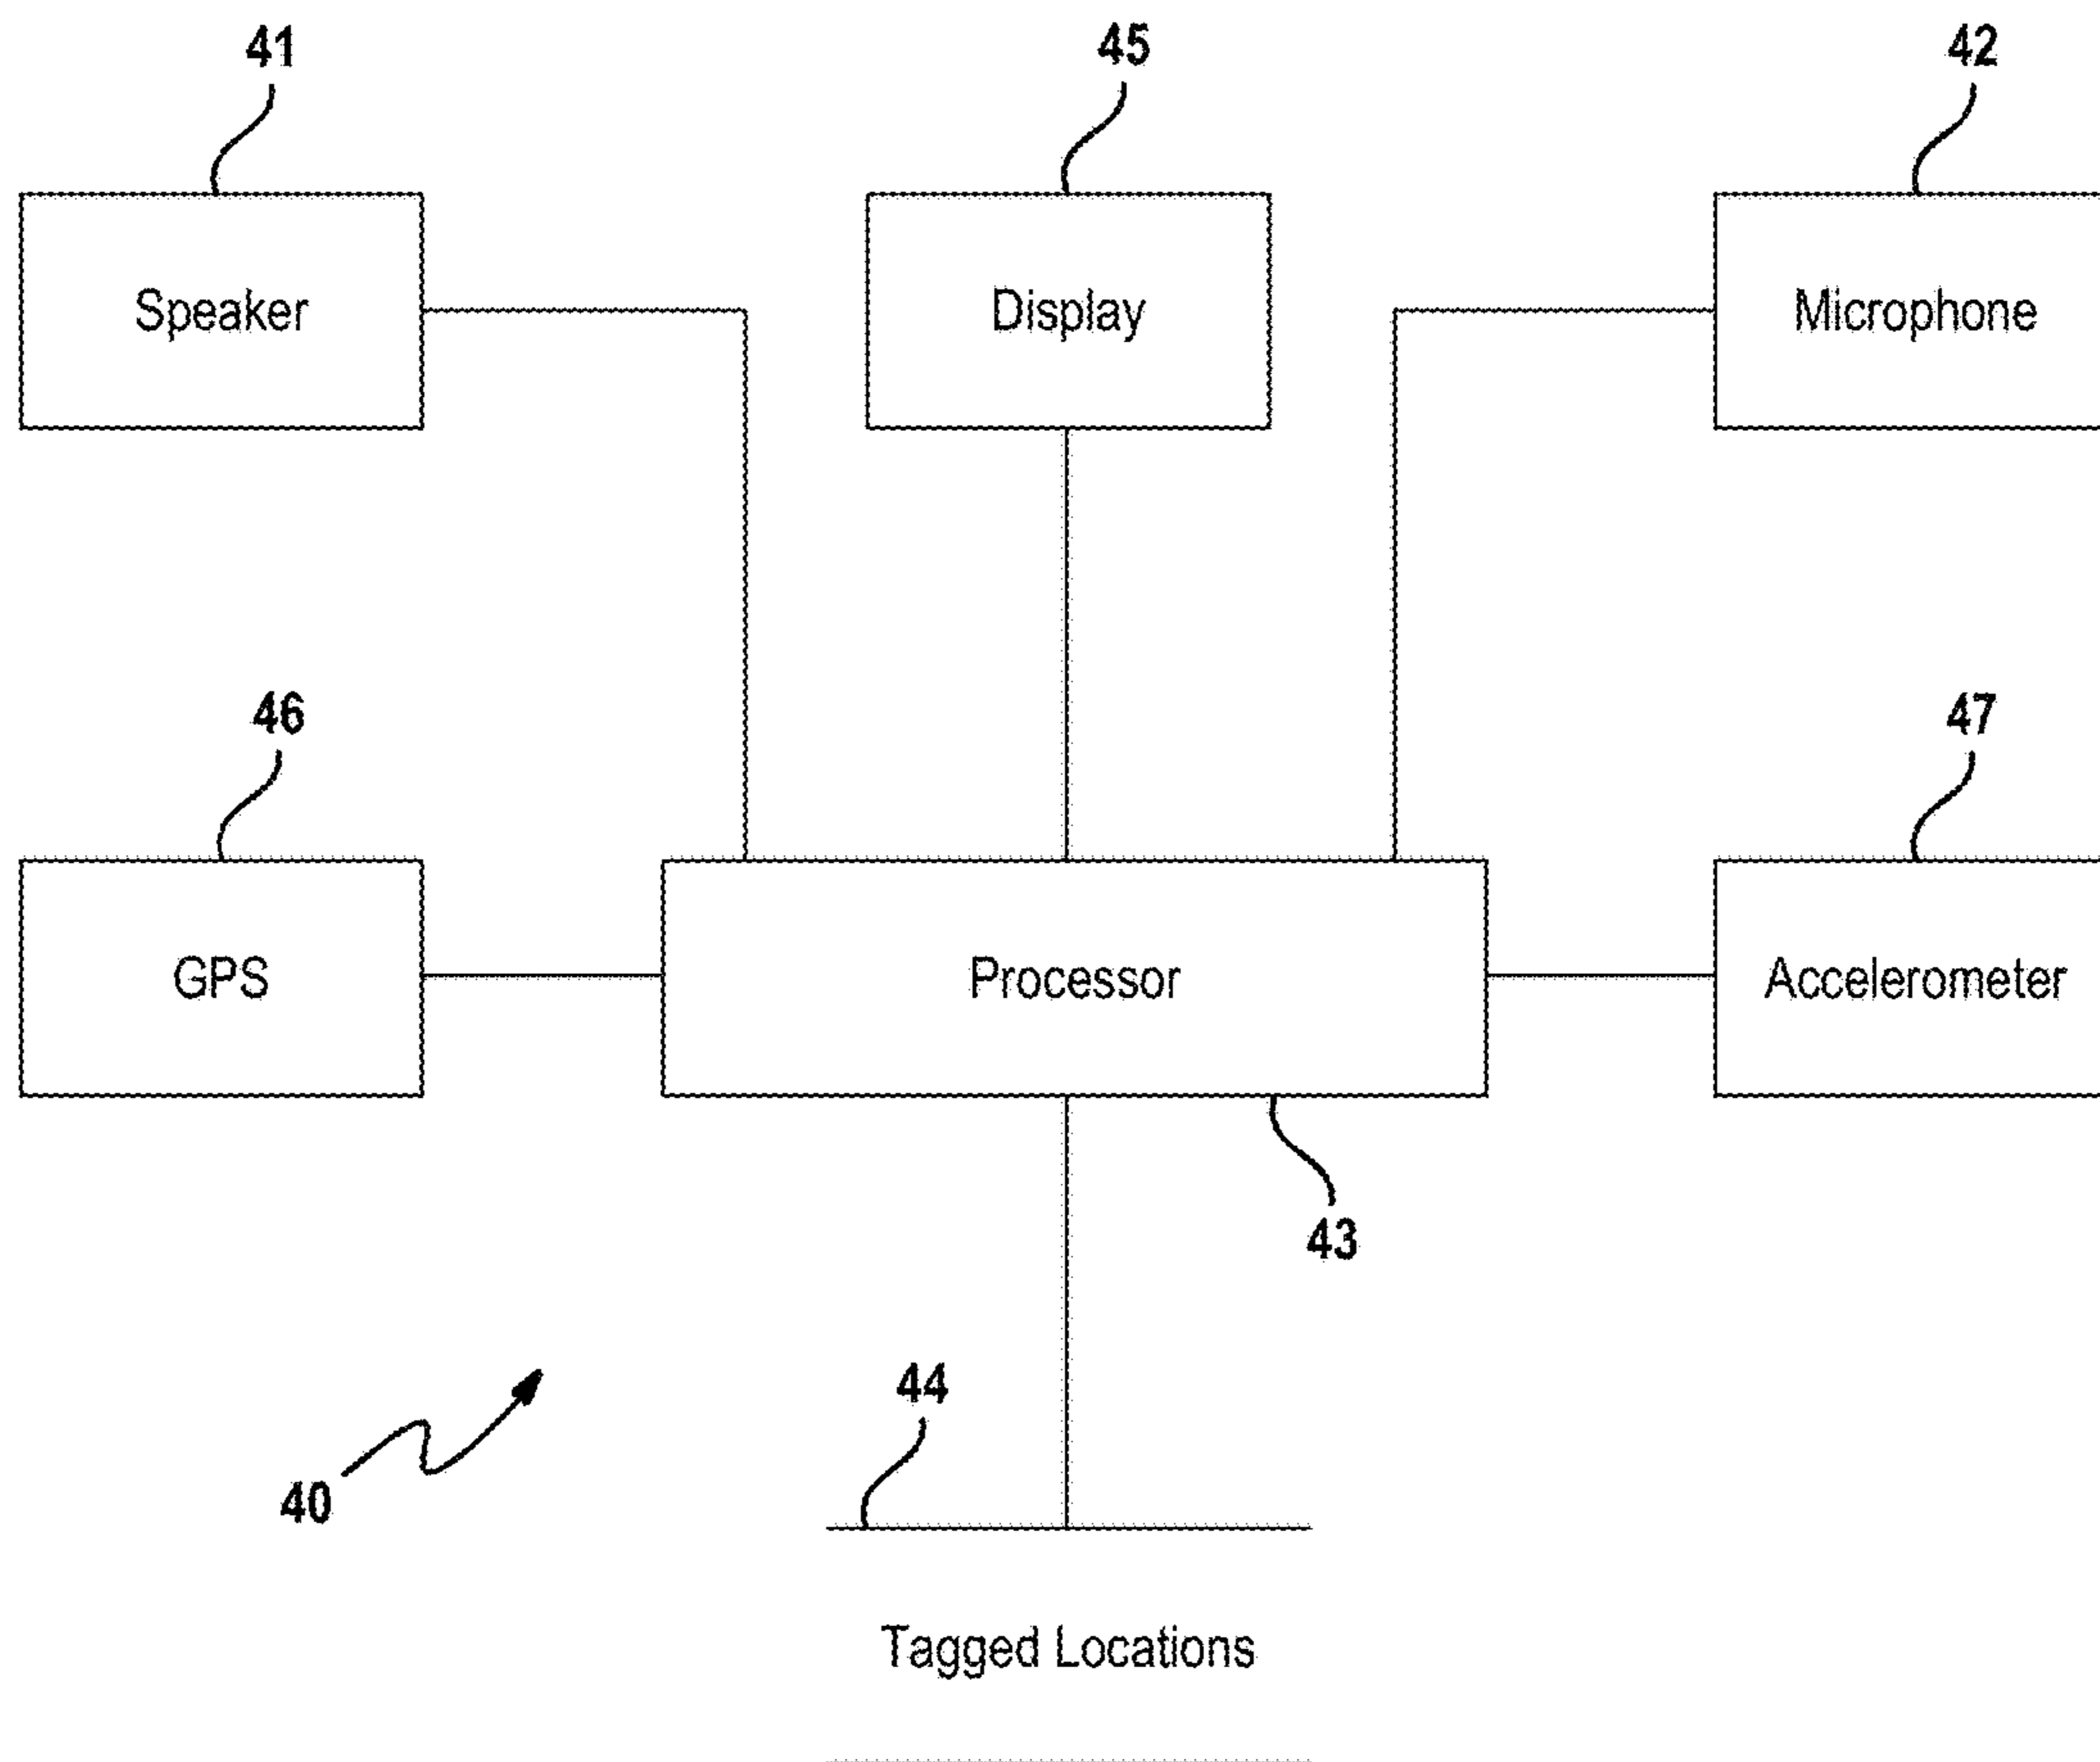 41
45
42
Speaker
Display
Microphone
46
47
GPS
Processor
Accelerometer
43
44
40
Tagged Locations